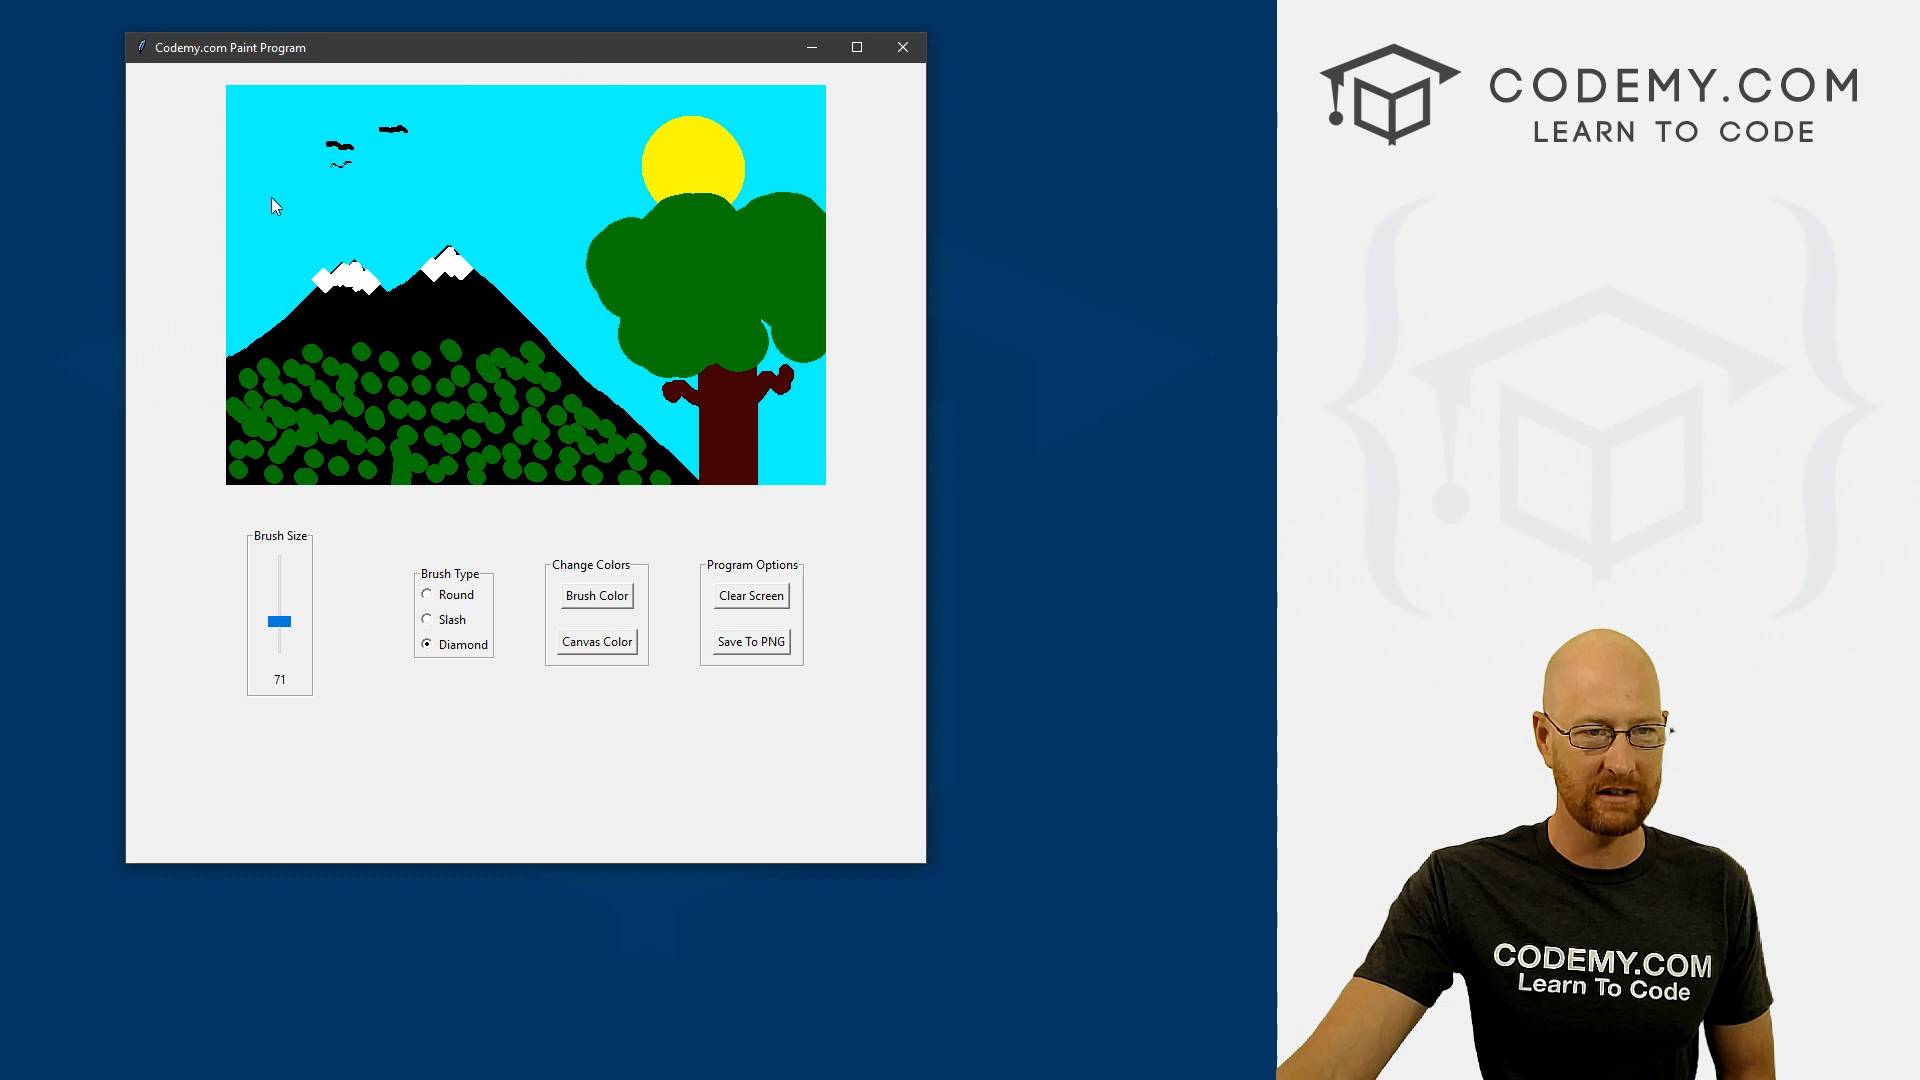 Codemy.com Paint Program
CODEMY.COM
LEARN TO CODE
Brush Size
71
Brush Type
Round
Slash
Diamond
Change Colors
Brush Color
Canvas Color
Program Options
Clear Screen
Save To PNG
CODEMY.COM
Learn To Code